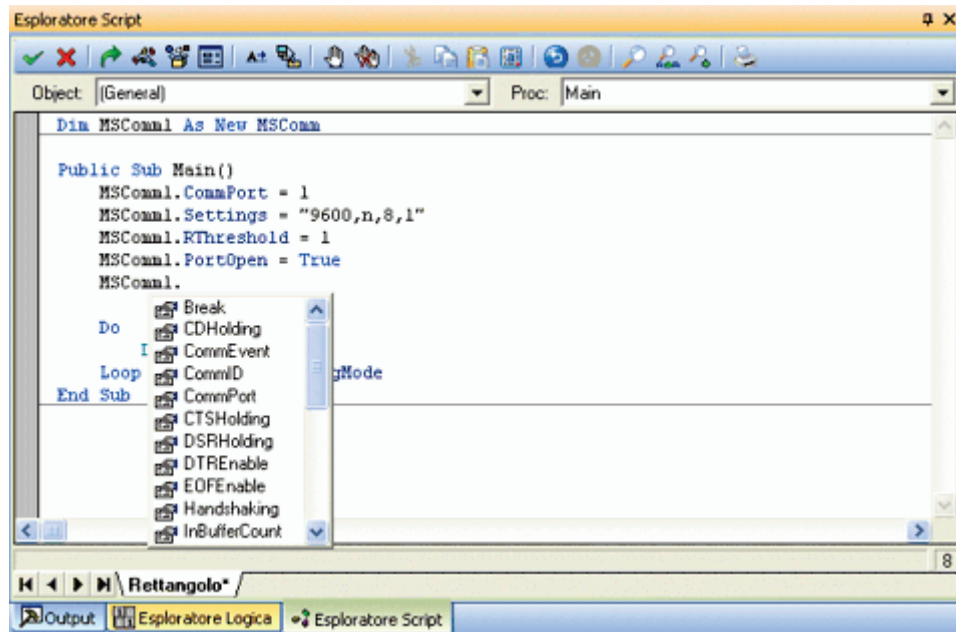 Esploratore Script
Object: (General) Proc: Main
Dim MSComm1 As New MSComm
Public Sub Main()
MSComm1.CommPort = 1
MSComm1.Settings = "9600,n,8,1"
MSComm1.RThreshold = 1
MSComm1.PortOpen = True
MSComm1.
Break
Do CDHolding
I CommEvent
Loop CommID gMode
End Sub CommPort
CTSHolding
DSRHolding
DTREnable
EOFEnable
Handshaking
InBufferCount
8
Rettangolo*
Output Esploratore Logica Esploratore Script